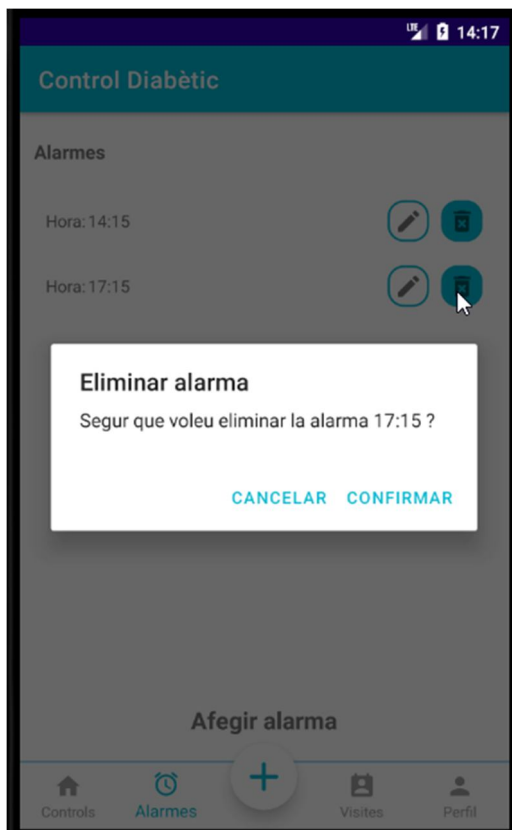 LTE 14:17
Control Diabètic
Alarmes
Hora: 14:15
Hora: 17:15
Eliminar alarma
Segur que voleu eliminar la alarma 17:15 ?
CANCELAR CONFIRMAR
Afegir alarma
Controls Alarmes Visites Perfil